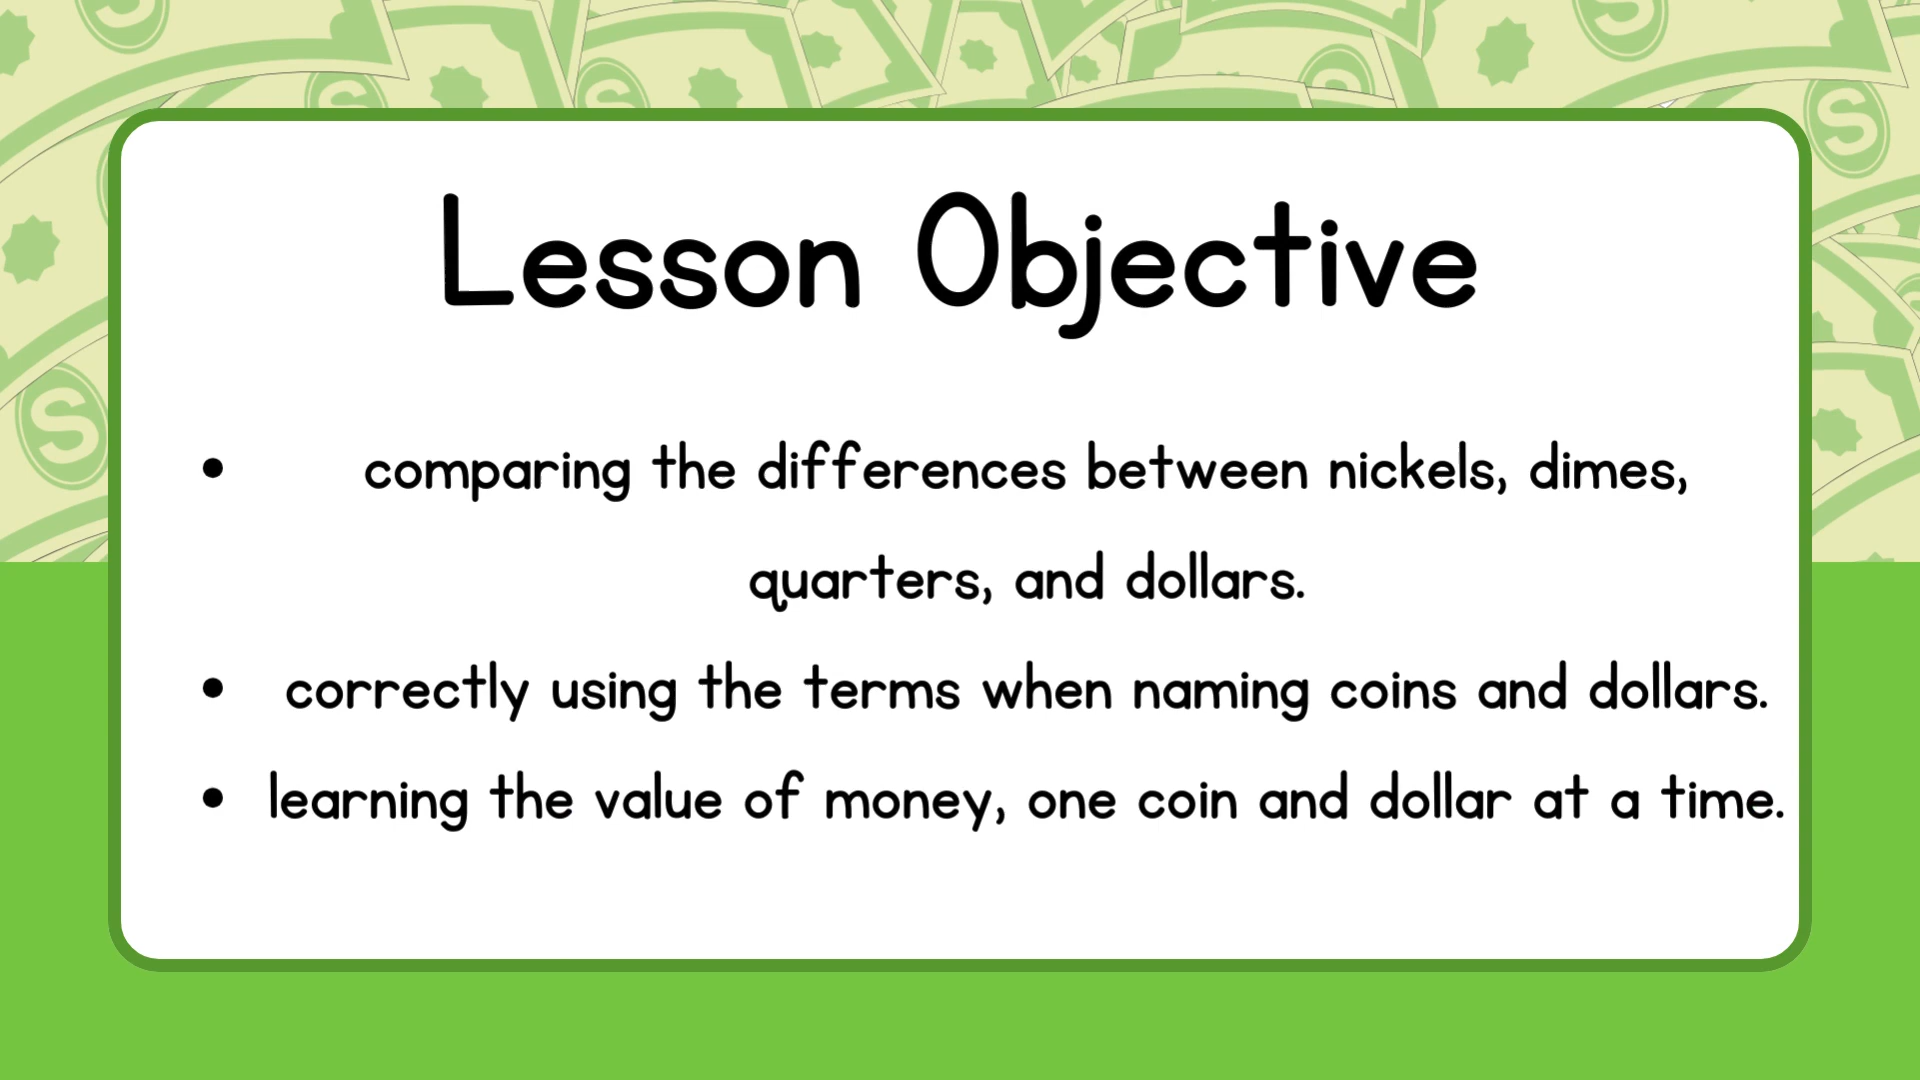 Lesson Objective
• comparing the differences between nickels, dimes,
quarters, and dollars.
• correctly using the terms when naming coins and dollars.
• learning the value of money, one coin and dollar at a time.